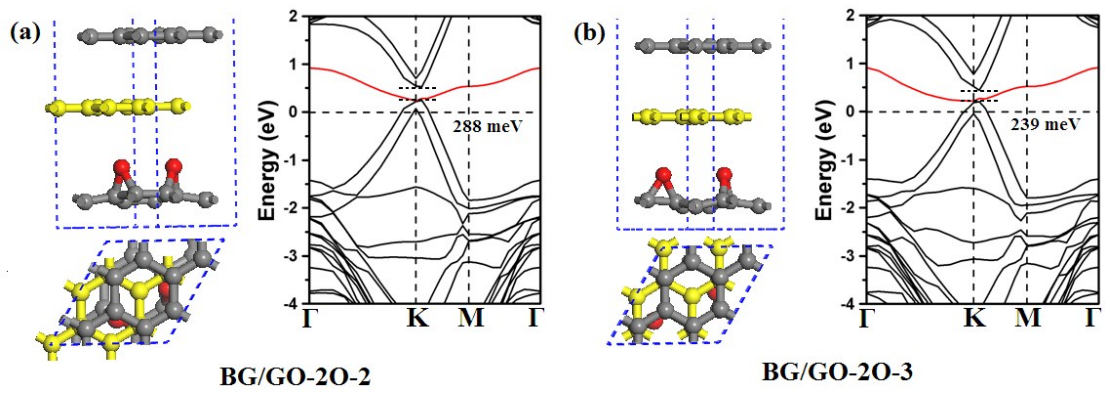 (a)
2
1
0
-1
-2
-3
-4
Energy (eV)
288 meV
Γ K M Γ
BG/GO-2O-2
(b)
2
1
0
-1
-2
-3
-4
Energy (eV)
239 meV
Γ K M Γ
BG/GO-2O-3